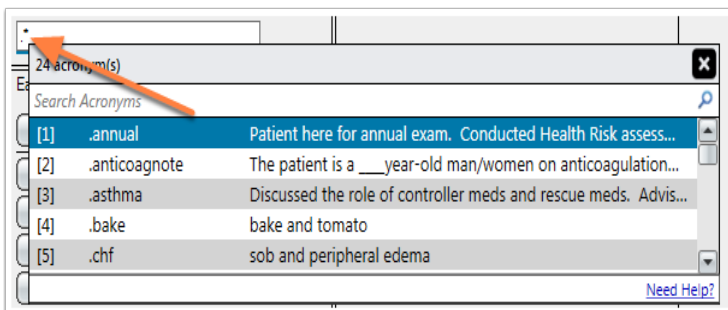 .*
24 acronym(s)
Ea
Search Acronyms
[1] .annual Patient here for annual exam. Conducted Health Risk assess...
[2] .anticoagnote The patient is a ___year-old man/women on anticoagulation...
[3] .asthma Discussed the role of controller meds and rescue meds. Advis...
[4] .bake bake and tomato
[5] .chf sob and peripheral edema
Need Help?